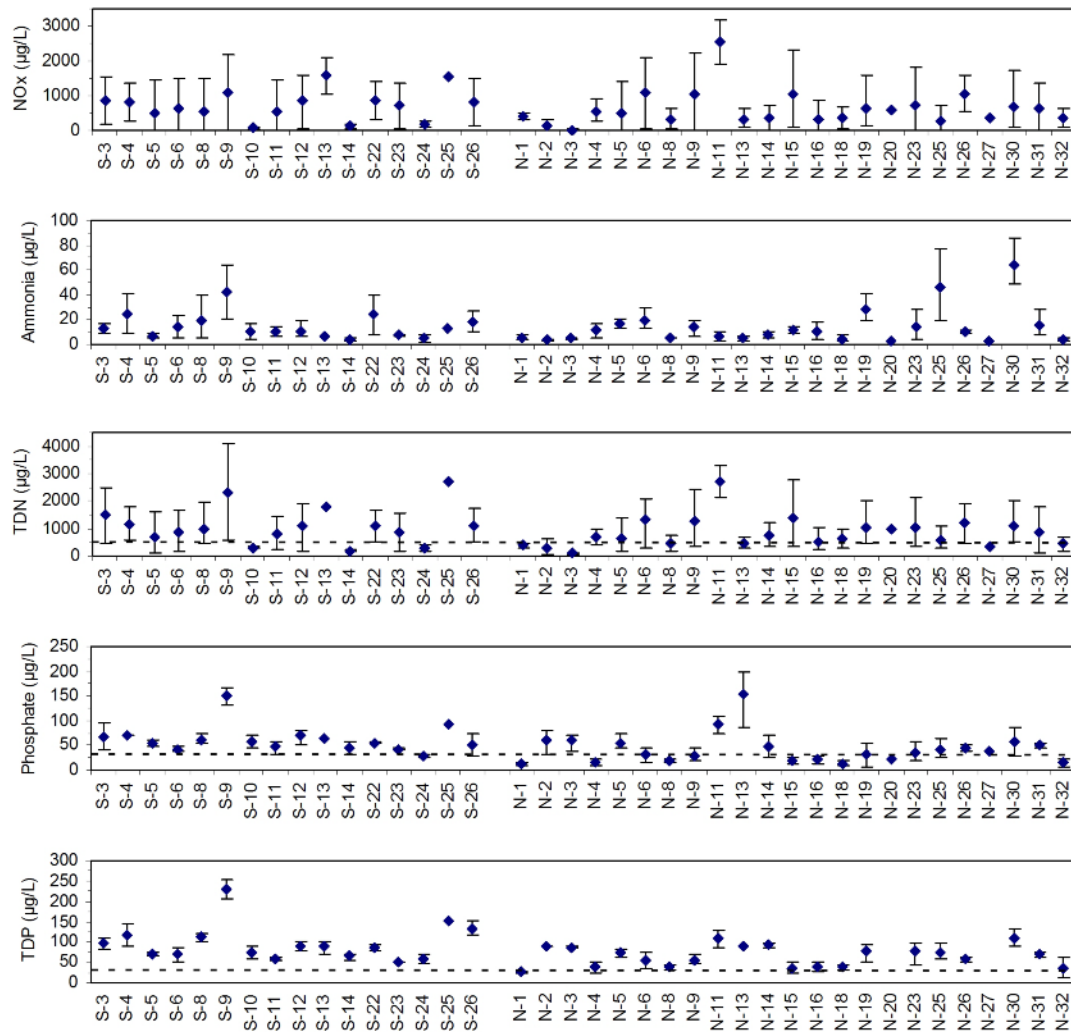 NOx (µg/L)
3000
2000
1000
0
S-3 S-4 S-5 S-6 S-8 S-9 S-10 S-11 S-12 S-13 S-14 S-22 S-23 S-24 S-25 S-26 N-1 N-2 N-3 N-4 N-5 N-6 N-8 N-9 N-11 N-13 N-14 N-15 N-16 N-18 N-19 N-20 N-23 N-25 N-26 N-27 N-30 N-31 N-32
Ammonia (µg/L)
100
80
60
40
20
0
S-3 S-4 S-5 S-6 S-8 S-9 S-10 S-11 S-12 S-13 S-14 S-22 S-23 S-24 S-25 S-26 N-1 N-2 N-3 N-4 N-5 N-6 N-8 N-9 N-11 N-13 N-14 N-15 N-16 N-18 N-19 N-20 N-23 N-25 N-26 N-27 N-30 N-31 N-32
TDN (µg/L)
4000
3000
2000
1000
0
S-3 S-4 S-5 S-6 S-8 S-9 S-10 S-11 S-12 S-13 S-14 S-22 S-23 S-24 S-25 S-26 N-1 N-2 N-3 N-4 N-5 N-6 N-8 N-9 N-11 N-13 N-14 N-15 N-16 N-18 N-19 N-20 N-23 N-25 N-26 N-27 N-30 N-31 N-32
Phosphate (µg/L)
250
200
150
100
50
0
S-3 S-4 S-5 S-6 S-8 S-9 S-10 S-11 S-12 S-13 S-14 S-22 S-23 S-24 S-25 S-26 N-1 N-2 N-3 N-4 N-5 N-6 N-8 N-9 N-11 N-13 N-14 N-15 N-16 N-18 N-19 N-20 N-23 N-25 N-26 N-27 N-30 N-31 N-32
TDP (µg/L)
300
250
200
150
100
50
0
S-3 S-4 S-5 S-6 S-8 S-9 S-10 S-11 S-12 S-13 S-14 S-22 S-23 S-24 S-25 S-26 N-1 N-2 N-3 N-4 N-5 N-6 N-8 N-9 N-11 N-13 N-14 N-15 N-16 N-18 N-19 N-20 N-23 N-25 N-26 N-27 N-30 N-31 N-32